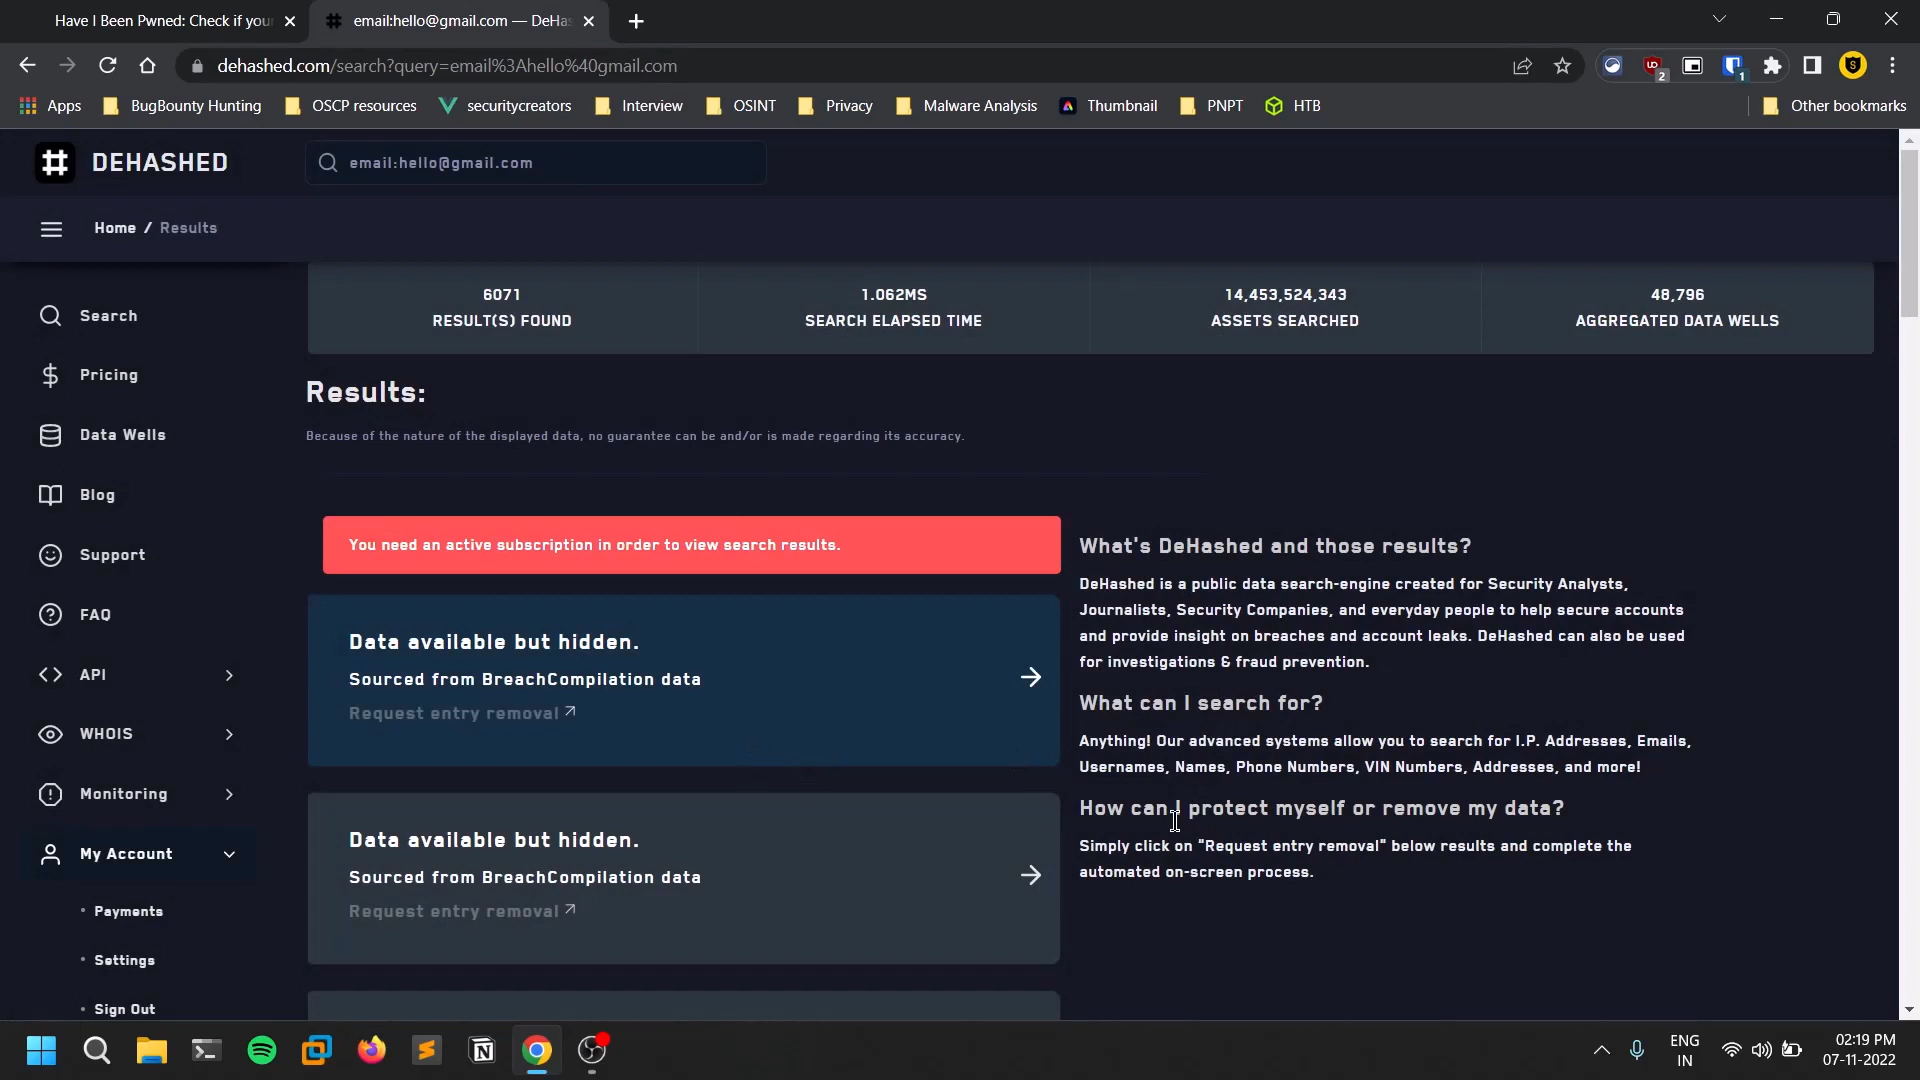 Have I Been Pwned: Check if you
email:hello@gmail.com — DeHas
dehashed.com/search?query=email%3Ahello%40gmail.com
2
1
S
Apps
BugBounty Hunting
OSCP resources
securitycreators
Interview
OSINT
Privacy
Malware Analysis
Thumbnail
PNPT
HTB
Other bookmarks
DEHASHED
email:hello@gmail.com
Home / Results
Search
Pricing
Data Wells
Blog
Support
FAQ
API
WHOIS
Monitoring
My Account
Payments
Settings
Sign Out
6071
RESULT(S) FOUND
1.062MS
SEARCH ELAPSED TIME
14,453,524,343
ASSETS SEARCHED
48,796
AGGREGATED DATA WELLS
Results:
Because of the nature of the displayed data, no guarantee can be and/or is made regarding its accuracy.
You need an active subscription in order to view search results.
Data available but hidden.
Sourced from BreachCompilation data
Request entry removal
Data available but hidden.
Sourced from BreachCompilation data
Request entry removal
What's DeHashed and those results?
DeHashed is a public data search-engine created for Security Analysts,
Journalists, Security Companies, and everyday people to help secure accounts
and provide insight on breaches and account leaks. DeHashed can also be used
for investigations & fraud prevention.
What can I search for?
Anything! Our advanced systems allow you to search for I.P. Addresses, Emails,
Usernames, Names, Phone Numbers, VIN Numbers, Addresses, and more!
How can I protect myself or remove my data?
Simply click on "Request entry removal" below results and complete the
automated on-screen process.
ENG
IN
02:19 PM
07-11-2022